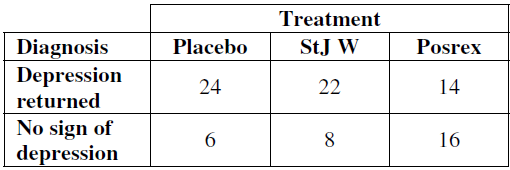 Treatment
Diagnosis Placebo StJ W Posrex
Depression
returned 24 22 14
No sign of
depression 6 8 16